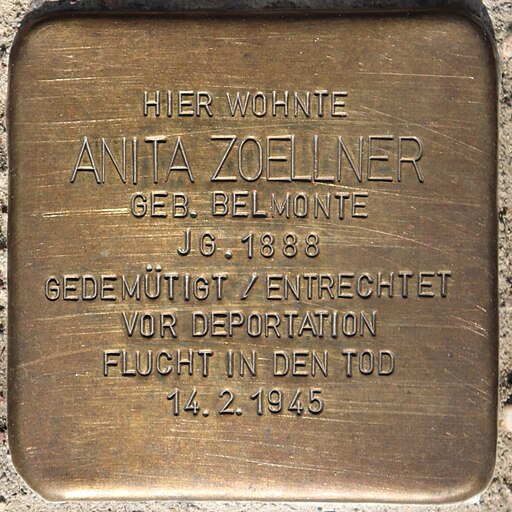 HIER WOHNTE
ANITA ZOELLNER
GEB. BELMONTE
JG. 1888
GEDEMÜTIGT / ENTRECHTET
VOR DEPORTATION
FLUCHT IN DEN TOD
14. 2. 1945